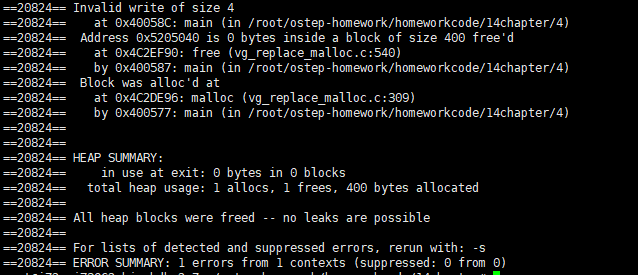 ==20824== Invalid write of size 4
==20824==    at 0x40058C: main (in /root/ostep-homework/homeworkcode/14chapter/4)
==20824==  Address 0x5205040 is 0 bytes inside a block of size 400 free'd
==20824==    at 0x4C2EF90: free (vg_replace_malloc.c:540)
==20824==    by 0x400587: main (in /root/ostep-homework/homeworkcode/14chapter/4)
==20824==  Block was alloc'd at
==20824==    at 0x4C2DE96: malloc (vg_replace_malloc.c:309)
==20824==    by 0x400577: main (in /root/ostep-homework/homeworkcode/14chapter/4)
==20824==
==20824==
==20824== HEAP SUMMARY:
==20824==     in use at exit: 0 bytes in 0 blocks
==20824==   total heap usage: 1 allocs, 1 frees, 400 bytes allocated
==20824==
==20824== All heap blocks were freed -- no leaks are possible
==20824==
==20824== For lists of detected and suppressed errors, rerun with: -s
==20824== ERROR SUMMARY: 1 errors from 1 contexts (suppressed: 0 from 0)